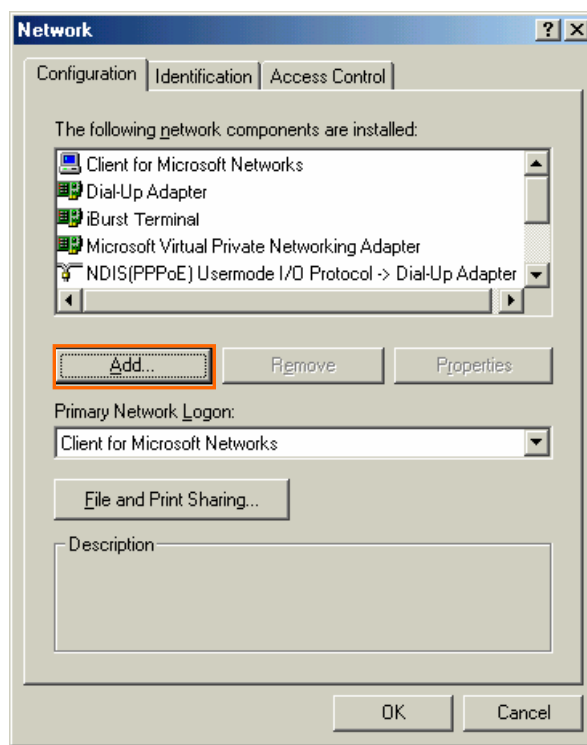 Network
Configuration Identification Access Control
The following network components are installed:
Client for Microsoft Networks
Dial-Up Adapter
iBurst Terminal
Microsoft Virtual Private Networking Adapter
NDIS(PPPoE) Usermode I/O Protocol -> Dial-Up Adapter
Add... Remove Properties
Primary Network Logon:
Client for Microsoft Networks
File and Print Sharing...
Description
OK Cancel